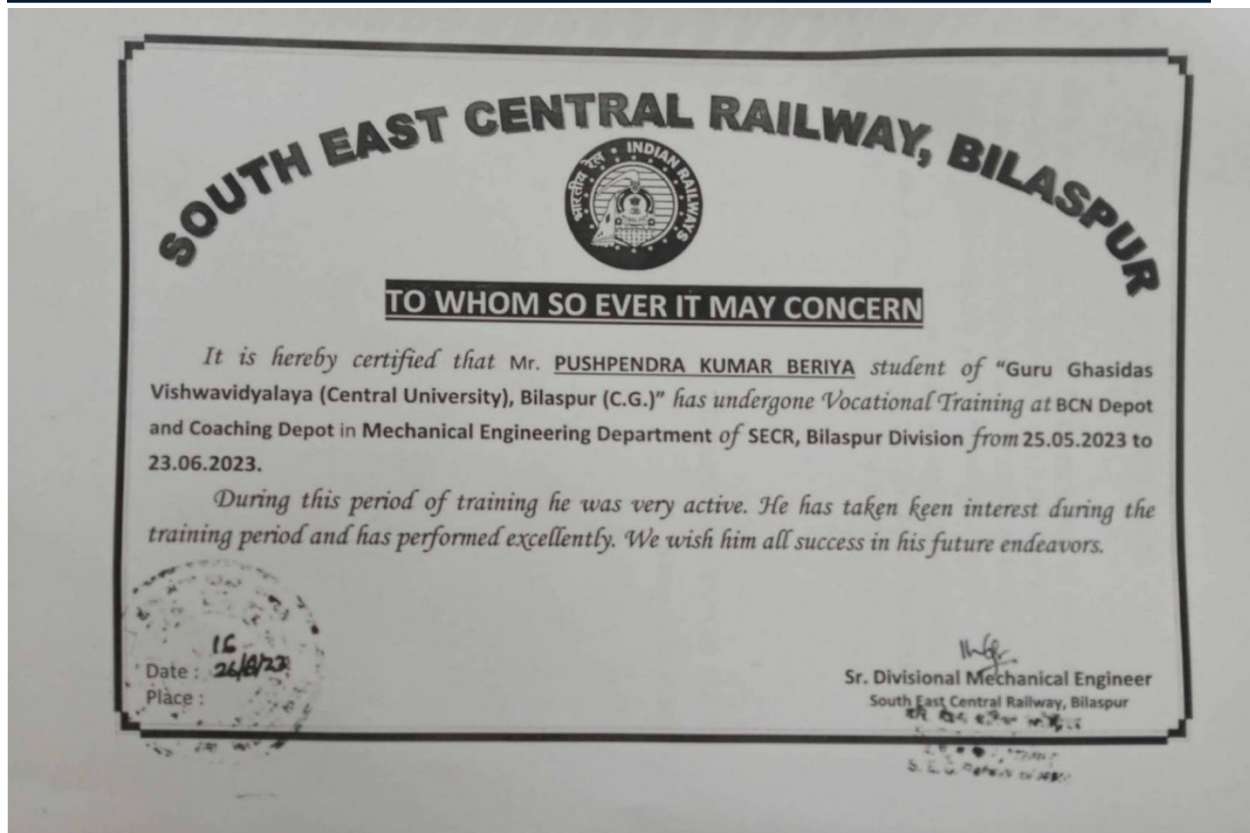 SOUTH EAST CENTRAL RAILWAY, BILASPUR
भारतीय रेल INDIAN RAILWAYS
TO WHOM SO EVER IT MAY CONCERN
It is hereby certified that Mr. PUSHPENDRA KUMAR BERIYA student of “Guru Ghasidas
Vishwavidyalaya (Central University), Bilaspur (C.G.)” has undergone Vocational Training at BCN Depot
and Coaching Depot in Mechanical Engineering Department of SECR, Bilaspur Division from 25.05.2023 to
23.06.2023.
During this period of training he was very active. He has taken keen interest during the
training period and has performed excellently. We wish him all success in his future endeavors.
Date :
Place :
Sr. Divisional Mechanical Engineer
South East Central Railway, Bilaspur